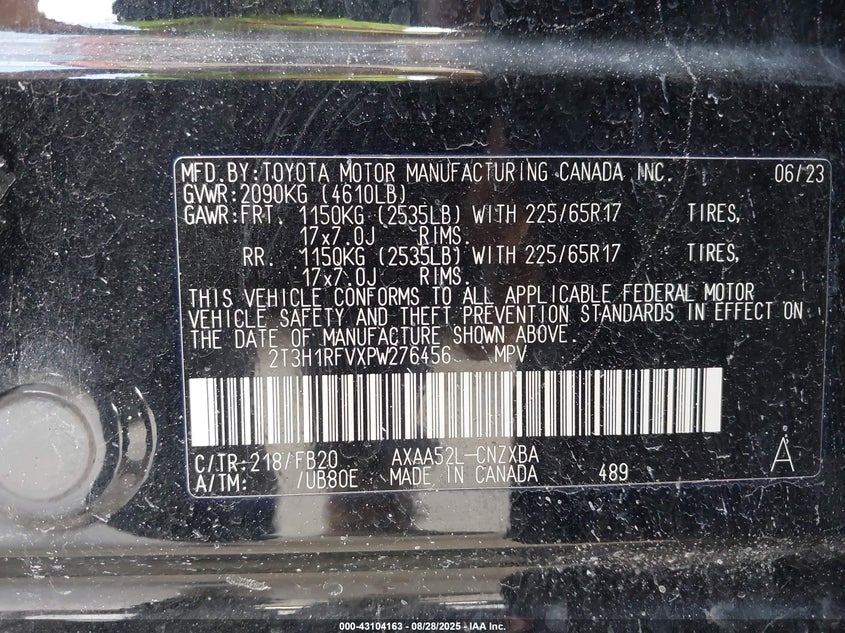 MFD.BY:TOYOTA MOTOR MANUFACTURING CANADA INC. 06/23
GVWR:2090KG (4610LB)
GAWR:FRT. 1150KG (2535LB) WITH 225/65R17 TIRES,
17x7.0J RIMS.
RR. 1150KG (2535LB) WITH 225/65R17 TIRES,
17x7.0J RIMS.
THIS VEHICLE CONFORMS TO ALL APPLICABLE FEDERAL MOTOR
VEHICLE SAFETY AND THEFT PREVENTION STANDARDS IN EFFECT ON
THE DATE OF MANUFACTURE SHOWN ABOVE.
2T3H1RFVXPW276456 MPV
C/TR:218/FB20 AXAA52L-CNZXBA
A/TM: /UB80E MADE IN CANADA 489 A
000-43104163 - 08/28/2025 - IAA Inc.